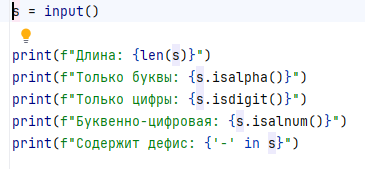 s = input()
print(f"Длина: {len(s)}")
print(f"Только буквы: {s.isalpha()}")
print(f"Только цифры: {s.isdigit()}")
print(f"Буквенно-цифровая: {s.isalnum()}")
print(f"Содержит дефис: {'-' in s}")